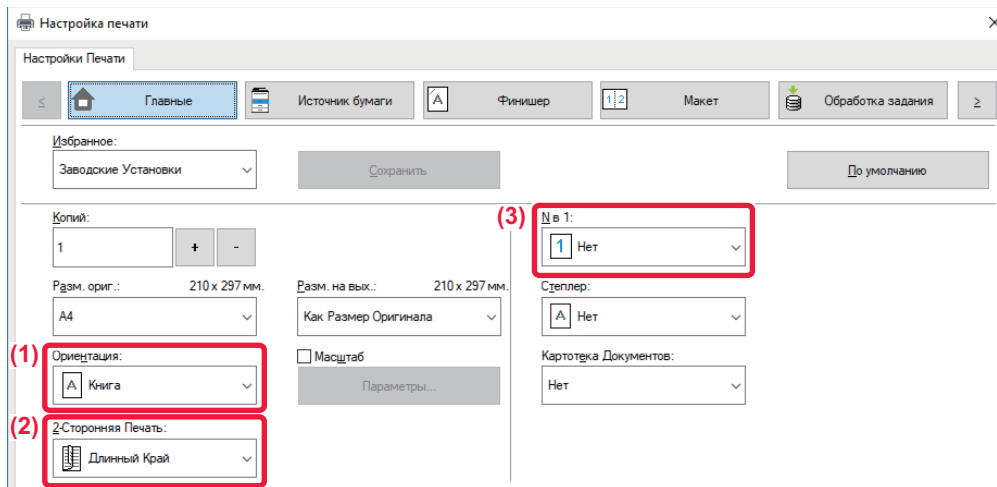 Настройка печати
Настройки Печати
< Главные Источник бумаги A Финишер 1 2 Макет Обработка задания >
Избранное:
Заводские Установки Сохранить По умолчанию
Копий: (3) N в 1:
1 + - 1 Нет
Разм. ориг.: 210 x 297 мм. Разм. на вых.: 210 x 297 мм. Степлер:
A4 Как Размер Оригинала A Нет
(1) Ориентация: Масштаб Картотека Документов:
A Книга Параметры... Нет
(2) 2-Сторонняя Печать:
Длинный Край